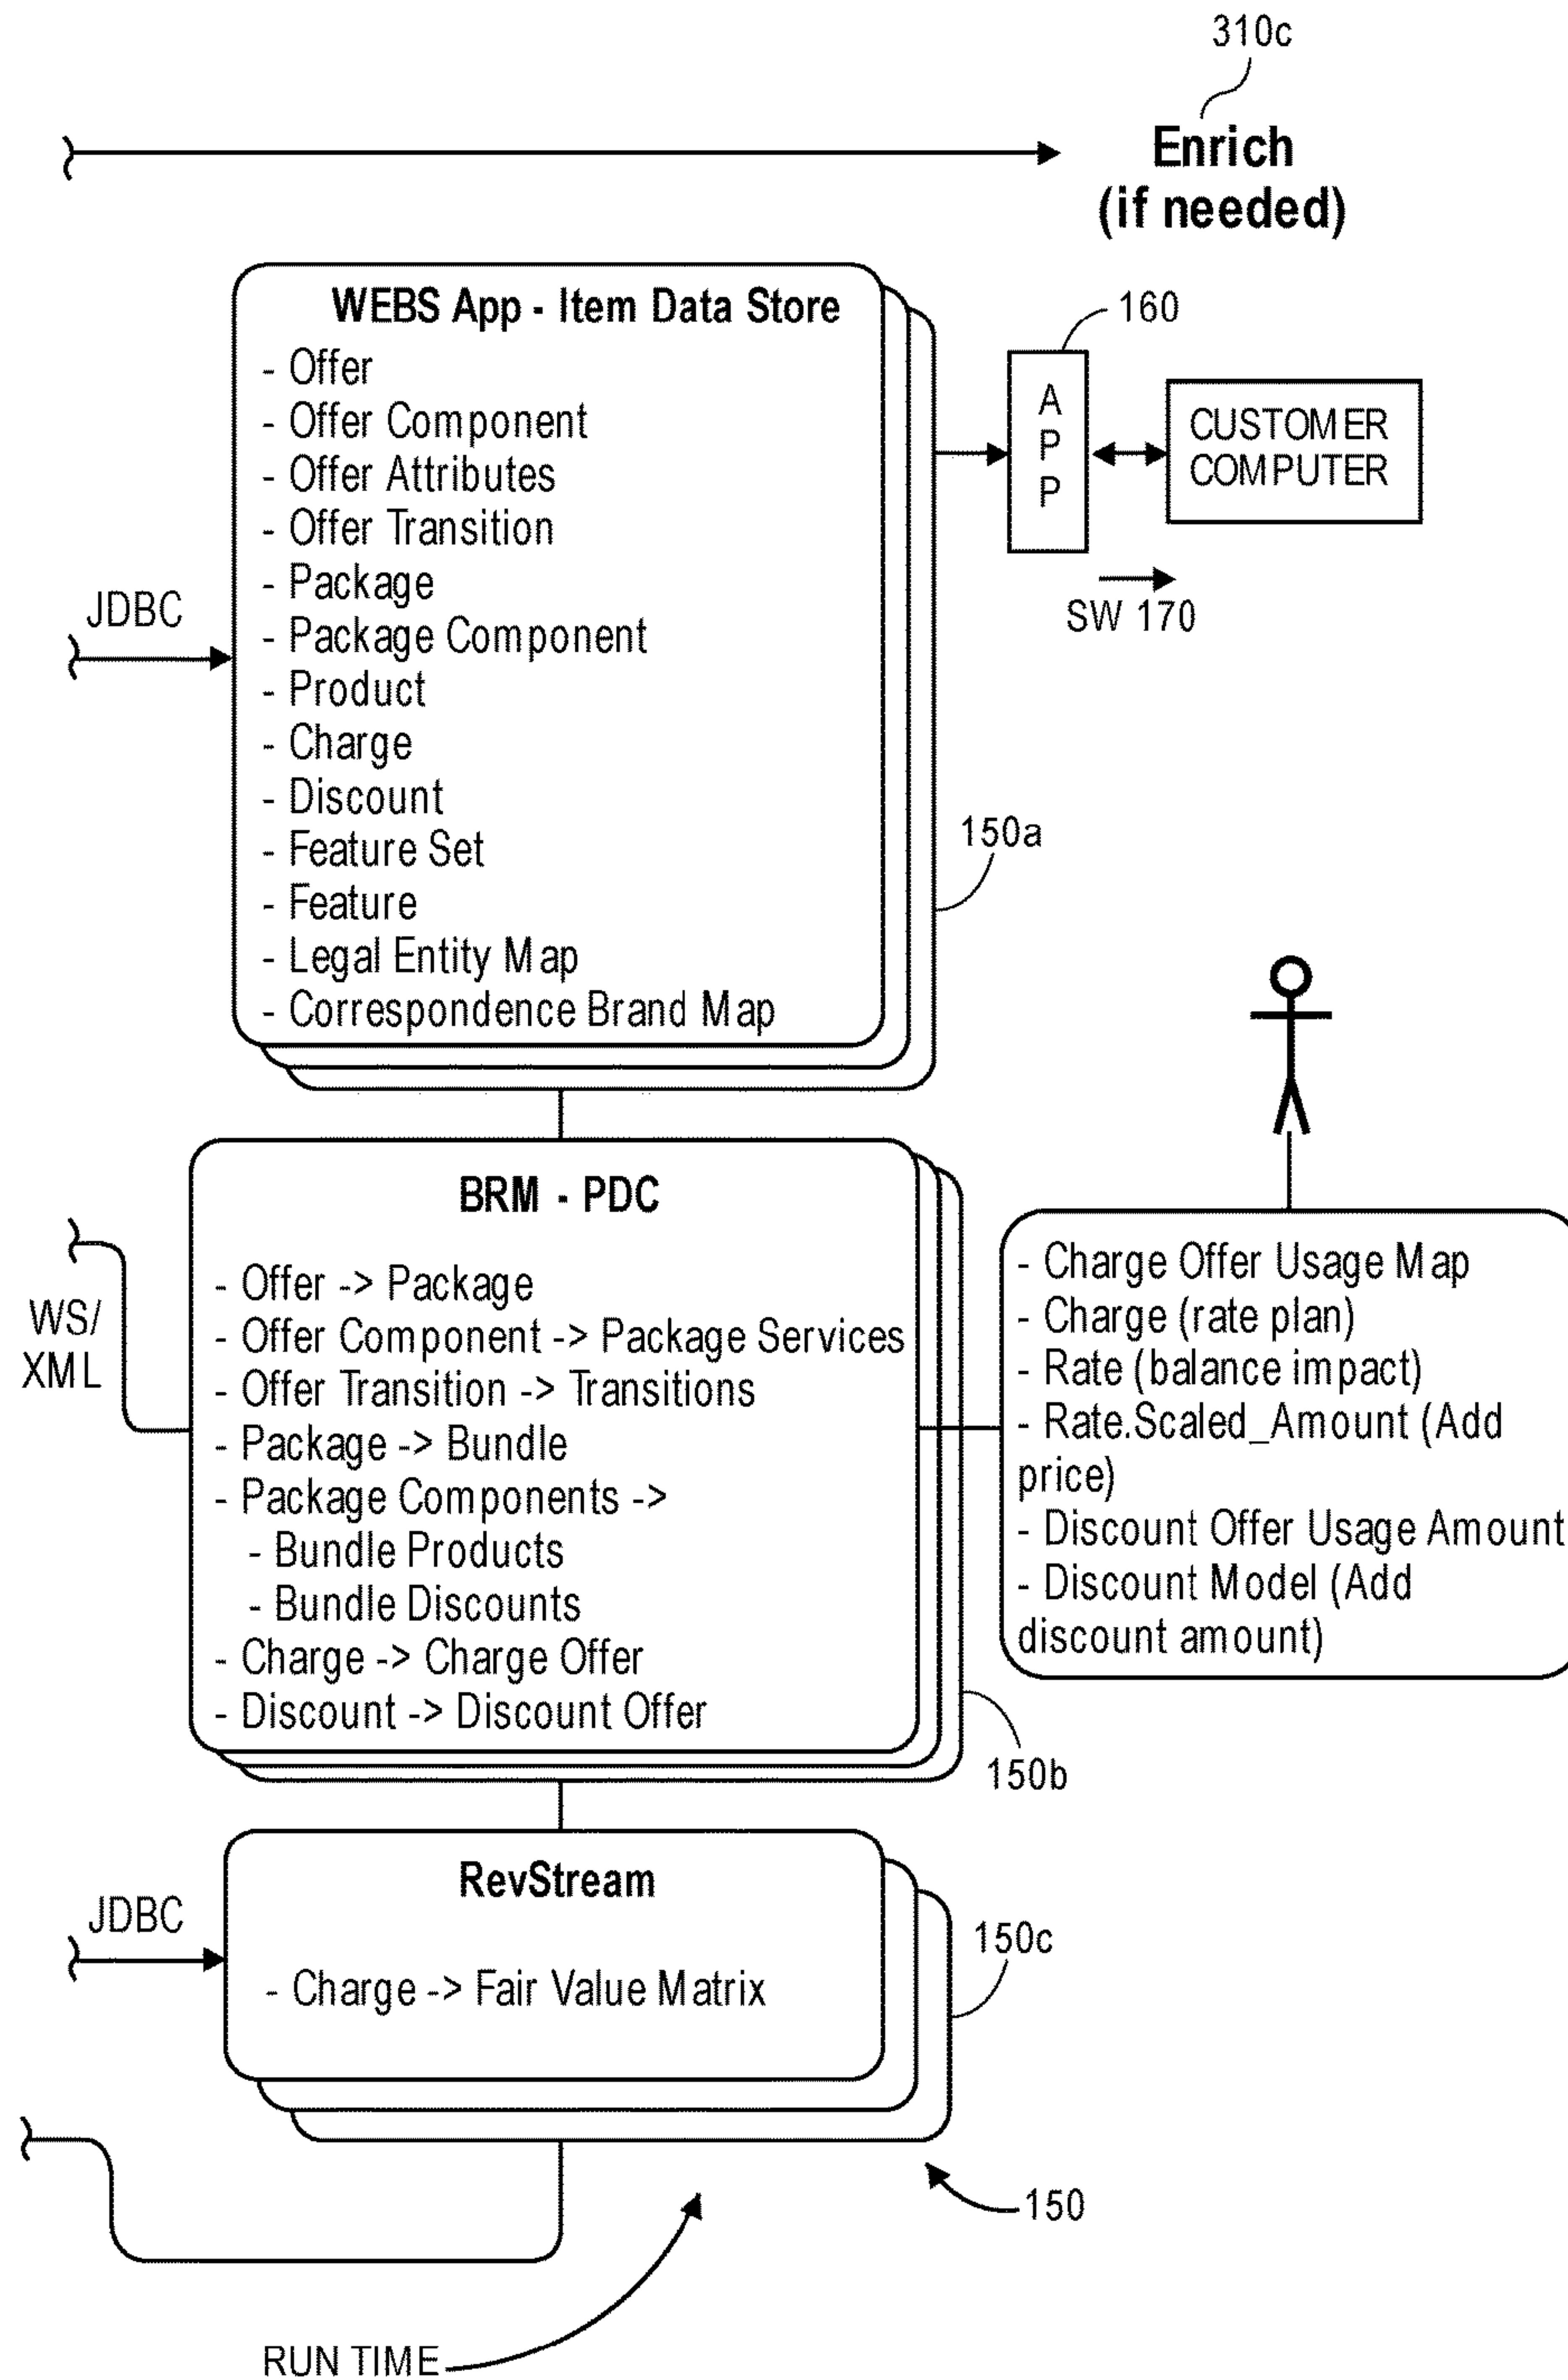 310c
Enrich
(if needed)
WEBS App - Item Data Store
- Offer
- Offer Component
- Offer Attributes
- Offer Transition
- Package
- Package Component
- Product
- Charge
- Discount
- Feature Set
- Feature
- Legal Entity Map
- Correspondence Brand Map
JDBC
160
A
P
P
CUSTOMER
COMPUTER
SW 170
150a
BRM - PDC
- Offer -> Package
- Offer Component -> Package Services
- Offer Transition -> Transitions
- Package -> Bundle
- Package Components ->
- Bundle Products
- Bundle Discounts
- Charge -> Charge Offer
- Discount -> Discount Offer
WS/
XML
- Charge Offer Usage Map
- Charge (rate plan)
- Rate (balance impact)
- Rate.Scaled_Amount (Add
price)
- Discount Offer Usage Amount
- Discount Model (Add
discount amount)
150b
RevStream
- Charge -> Fair Value Matrix
JDBC
150c
150
RUN TIME